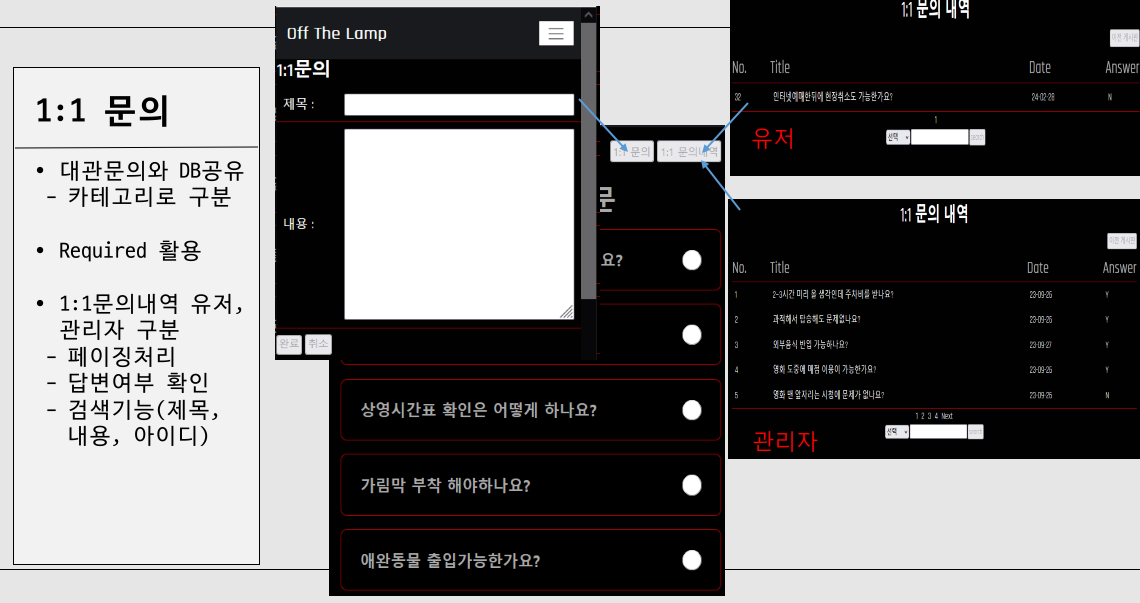 1:1 문의
• 대관문의와 DB공유
- 카테고리로 구분
• Required 활용
• 1:1문의내역 유저,
관리자 구분
- 페이징처리
- 답변여부 확인
- 검색기능(제목,
내용, 아이디)
Off The Lamp
1:1문의
제목 :
내용 :
완료 취소
1:1 문의 1:1 문의내역
문
요?
상영시간표 확인은 어떻게 하나요?
가림막 부착 해야하나요?
애완동물 출입가능한가요?
1:1 문의 내역
이전 게시판
No. Title Date Answer
32 인터넷예매한뒤에 현장취소도 가능한가요? 24-02-28 N
1
선택 search
유저
1:1 문의 내역
이전 게시판
No. Title Date Answer
1 2~3시간 미리 올 생각인데 주차비를 받나요? 23-09-26 Y
2 과적해서 탑승해도 문제없나요? 23-09-26 Y
3 외부음식 반입 가능하나요? 23-09-27 Y
4 영화 도중에 매점 이용이 가능한가요? 23-09-26 Y
5 영화 맨 앞자리는 시청에 문제가 없나요? 23-09-26 N
1 2 3 4 Next
선택 search
관리자